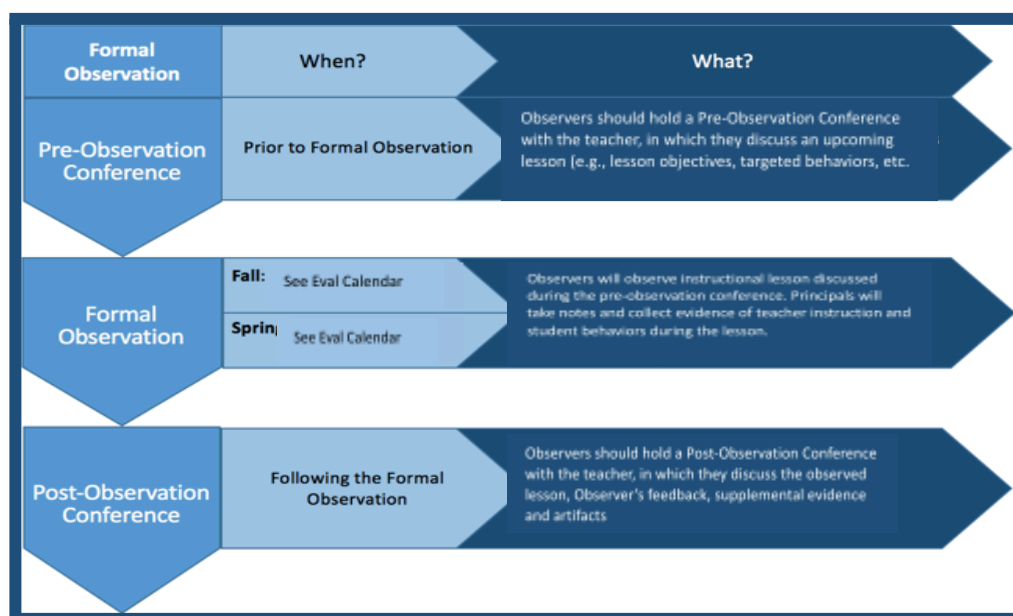 Formal
Observation
When?
What?
Pre-Observation
Conference
Prior to Formal Observation
Observers should hold a Pre-Observation Conference
with the teacher, in which they discuss an upcoming
lesson (e.g., lesson objectives, targeted behaviors, etc.
Formal
Observation
Fall: See Eval Calendar
Sprin See Eval Calendar
Observers will observe instructional lesson discussed
during the pre-observation conference. Principals will
take notes and collect evidence of teacher instruction and
student behaviors during the lesson.
Post-Observation
Conference
Following the Formal
Observation
Observers should hold a Post-Observation Conference
with the teacher, in which they discuss the observed
lesson, Observer's feedback, supplemental evidence
and artifacts